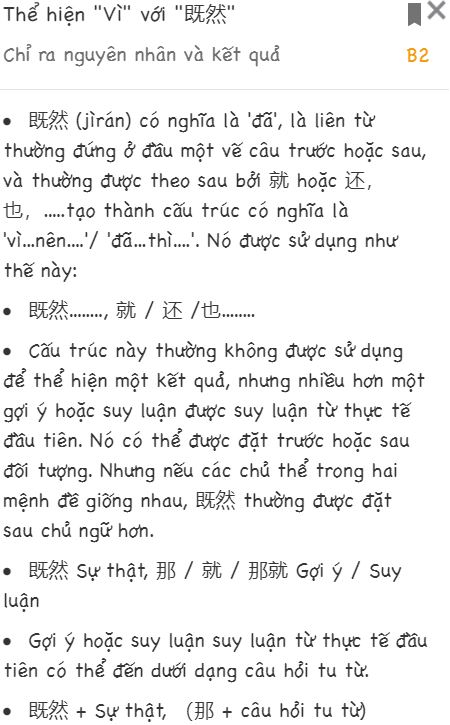 Thể hiện "Vì" với "既然"
Chỉ ra nguyên nhân và kết quả B2
• 既然 (jìrán) có nghĩa là 'đã', là liên từ
thường đứng ở đầu một vế câu trước hoặc sau,
và thường được theo sau bởi 就 hoặc 还,
也, .....tạo thành cấu trúc có nghĩa là
'vì...nên....'/ 'đã...thì....'. Nó được sử dụng như
thế này:
• 既然........, 就 / 还 /也........
• Cấu trúc này thường không được sử dụng
để thể hiện một kết quả, nhưng nhiều hơn một
gợi ý hoặc suy luận được suy luận từ thực tế
đầu tiên. Nó có thể được đặt trước hoặc sau
đối tượng. Nhưng nếu các chủ thể trong hai
mệnh đề giống nhau, 既然 thường được đặt
sau chủ ngữ hơn.
• 既然 Sự thật, 那 / 就 / 那就 Gợi ý / Suy
luận
• Gợi ý hoặc suy luận suy luận từ thực tế đầu
tiên có thể đến dưới dạng câu hỏi tu từ.
• 既然 + Sự thật, （那 + câu hỏi tu từ)